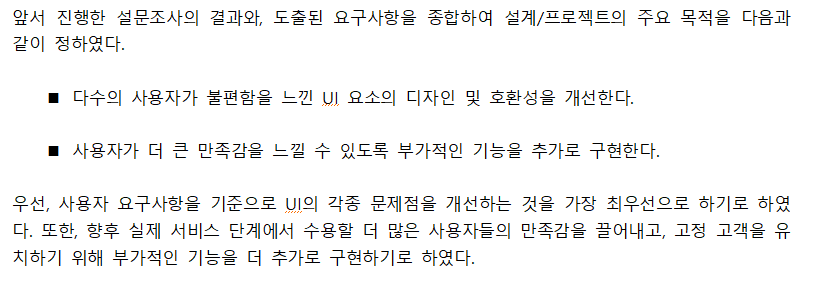 앞서 진행한 설문조사의 결과와, 도출된 요구사항을 종합하여 설계/프로젝트의 주요 목적을 다음과
같이 정하였다.
■ 다수의 사용자가 불편함을 느낀 UI 요소의 디자인 및 호환성을 개선한다.
■ 사용자가 더 큰 만족감을 느낄 수 있도록 부가적인 기능을 추가로 구현한다.
우선, 사용자 요구사항을 기준으로 UI의 각종 문제점을 개선하는 것을 가장 최우선으로 하기로 하였
다. 또한, 향후 실제 서비스 단계에서 수용할 더 많은 사용자들의 만족감을 끌어내고, 고정 고객을 유
치하기 위해 부가적인 기능을 더 추가로 구현하기로 하였다.